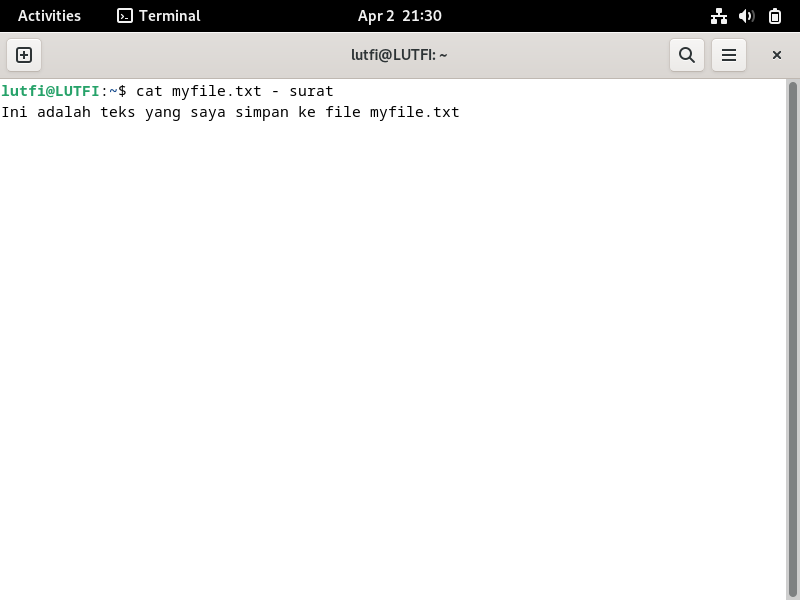 Activities Terminal Apr 2 21:30
lutfi@LUTFI: ~
lutfi@LUTFI:~$ cat myfile.txt - surat
Ini adalah teks yang saya simpan ke file myfile.txt